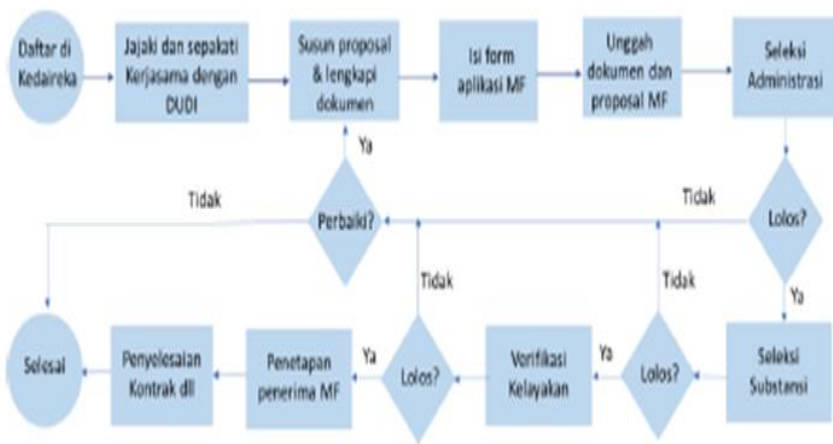 Daftar di
Kedaireka
Jajaki dan sepakati
Kerjasama dengan
DUDI
Susun proposal
& lengkapi
dokumen
Isi form
aplikasi MF
Unggah
dokumen dan
proposal MF
Seleksi
Administrasi
Ya
Tidak
Perbaiki?
Tidak
Lolos?
Tidak
Tidak
Ya
Selesai
Penyelesaian
Kontrak dll
Penetapan
penerima MF
Ya
Lolos?
Verifikasi
Kelayakan
Ya
Lolos?
Seleksi
Substansi